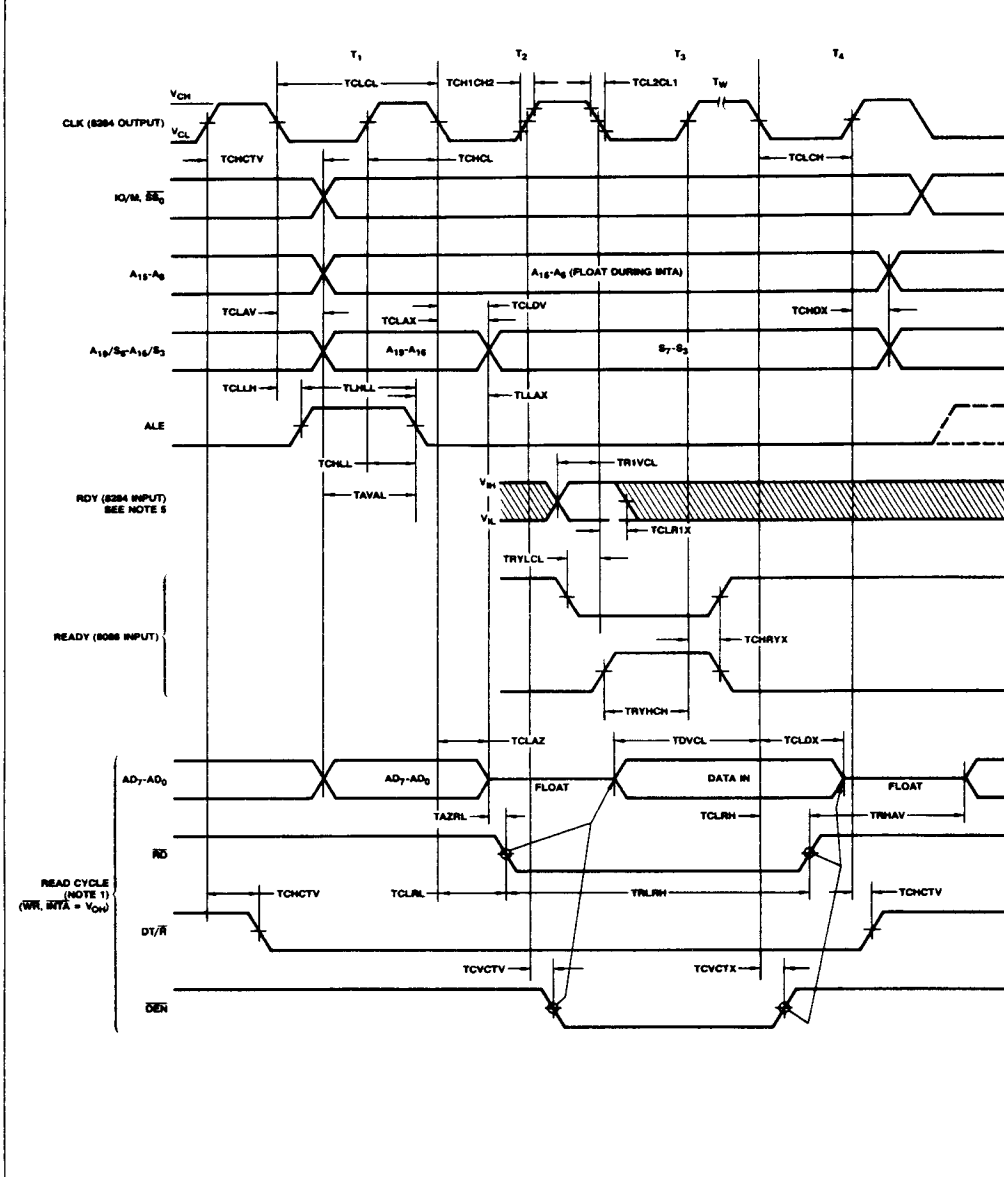 T1 T2 T3 T4
TCLCL TCH1CH2 TCL2CL1 TW
VCH
CLK (8284 OUTPUT)
VCL
TCHCTV TCHCL TCLCH
IO/M, SS0
A15-A8 A15-A8 (FLOAT DURING INTA)
TCLAV TCLAX TCLDV TCHDX
A19/S6-A16/S3 A19-A16 S7-S3
TCLLH TLHLL TLLAX
ALE
TCHLL TR1VCL
RDY (8284 INPUT)
SEE NOTE 5
VIH
VIL
TAVAL TCLR1X
TRYLCL
READY (8088 INPUT) TCHRYX
TRYHCH
TCLAZ TDVCL TCLDX
AD7-AD0 AD7-AD0 FLOAT DATA IN FLOAT
TAZRL TCLRH TRHAV
RD
READ CYCLE
(NOTE 1)
(WR, INTA = VOH)
TCHCTV TCLRL TRLRH TCHCTV
DT/R
TCVCTV TCVCTX
DEN